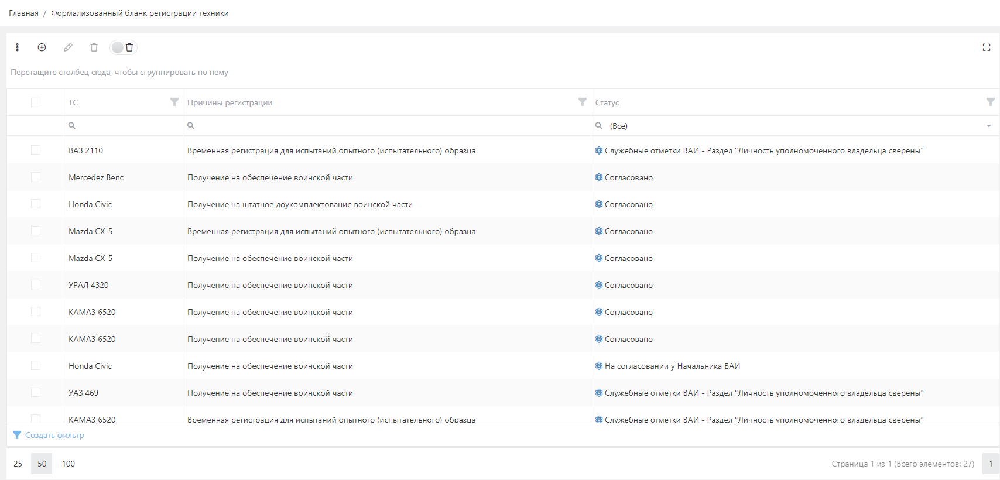 Главная / Формализованный бланк регистрации техники
Перетащите столбец сюда, чтобы сгруппировать по нему
ТС Причины регистрации Статус
(Все)
ВАЗ 2110 Временная регистрация для испытаний опытного (испытательного) образца Служебные отметки ВАИ - Раздел "Личность уполномоченного владельца сверены"
Mercedez Benc Получение на обеспечение воинской части Согласовано
Honda Civic Получение на штатное доукомплектование воинской части Согласовано
Mazda CX-5 Временная регистрация для испытаний опытного (испытательного) образца Согласовано
Mazda CX-5 Получение на обеспечение воинской части Согласовано
УРАЛ 4320 Получение на обеспечение воинской части Согласовано
КАМАЗ 6520 Получение на обеспечение воинской части Согласовано
КАМАЗ 6520 Получение на обеспечение воинской части Согласовано
Honda Civic Получение на обеспечение воинской части На согласовании у Начальника ВАИ
УАЗ 469 Получение на обеспечение воинской части Служебные отметки ВАИ - Раздел "Личность уполномоченного владельца сверены"
КАМАЗ 6520 Временная регистрация для испытаний опытного (испытательного) образца Служебные отметки ВАИ - Раздел "Личность уполномоченного владельца сверены"
Создать фильтр
25 50 100 Страница 1 из 1 (Всего элементов: 27) 1